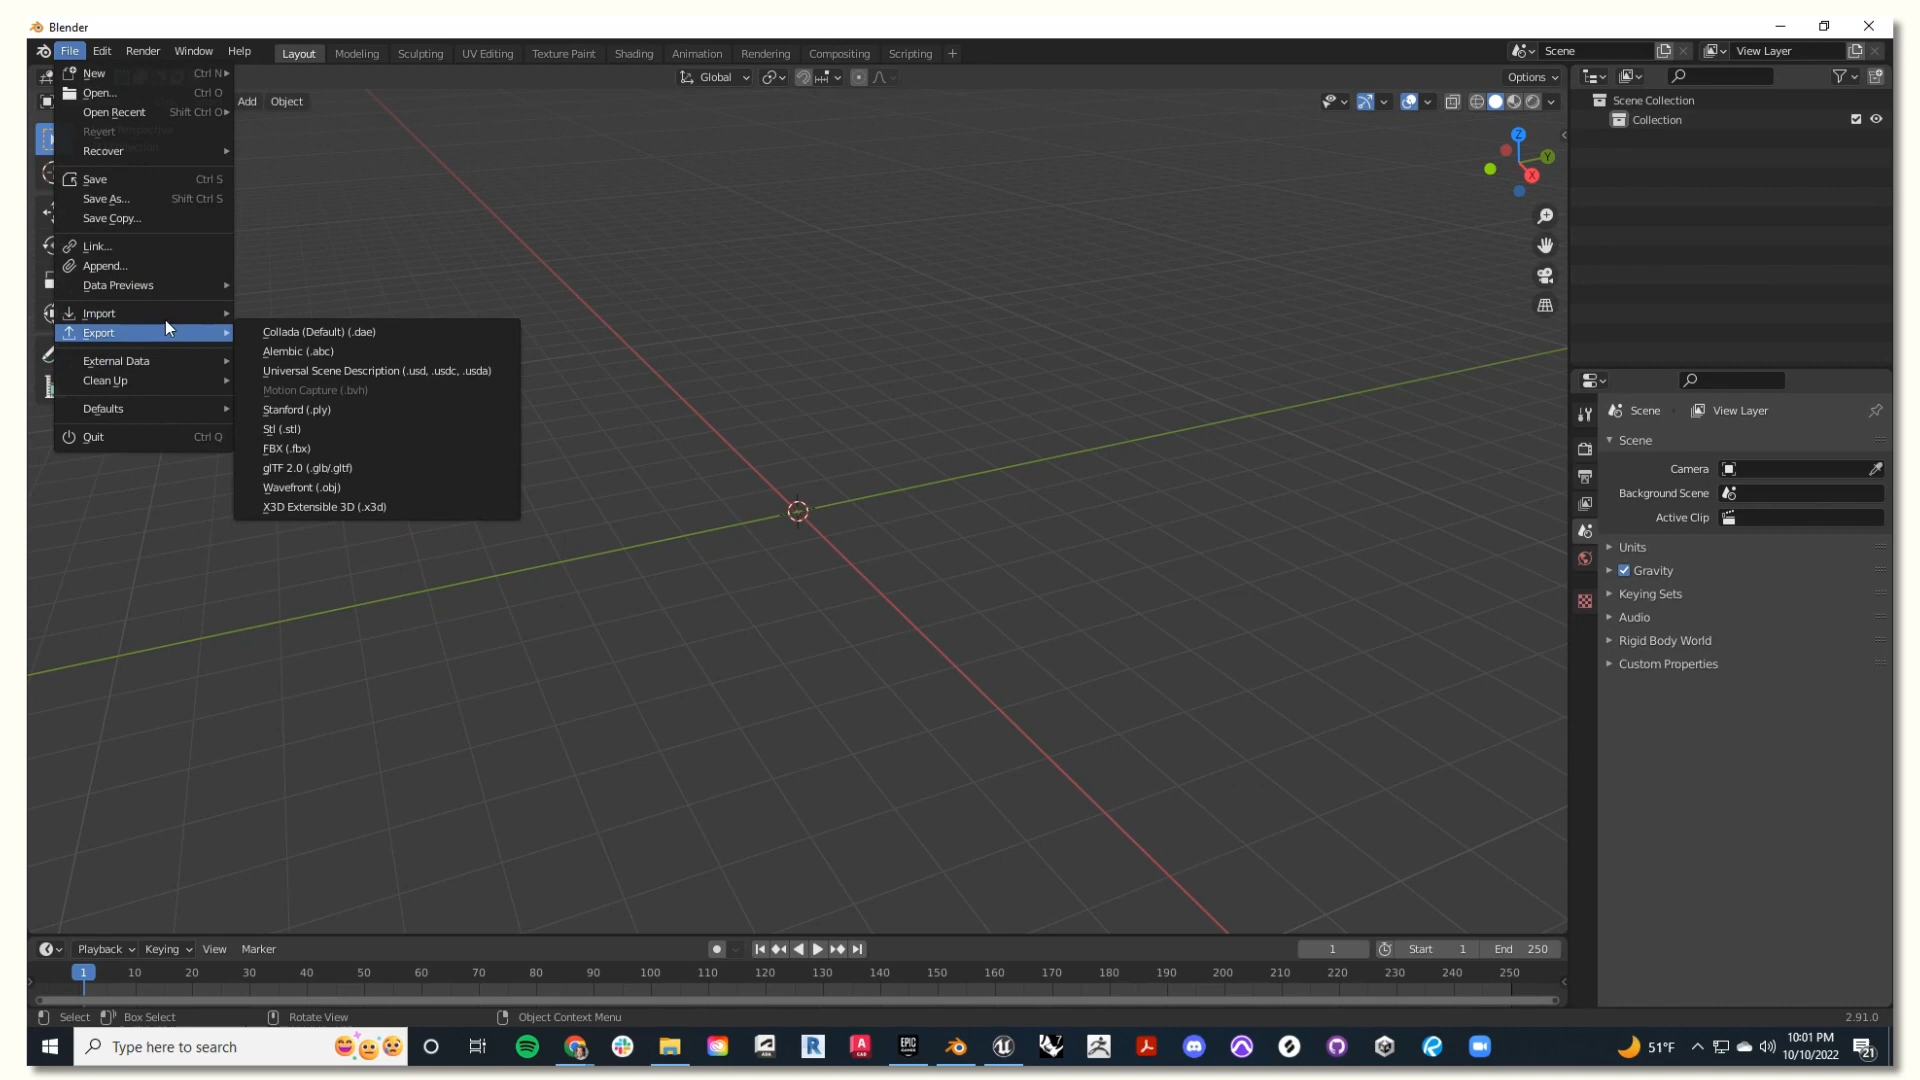 Blender
File Edit Render Window Help Layout Modeling Sculpting UV Editing Texture Paint Shading Animation Rendering Compositing Scripting + Scene View Layer
Global Options
Add Object
New Ctrl N
Open... Ctrl O
Open Recent Shift Ctrl O
Revert
Recover
Save Ctrl S
Save As... Shift Ctrl S
Save Copy...
Link...
Append...
Data Previews
Import
Export
External Data
Clean Up
Defaults
Quit Ctrl Q
Collada (Default) (.dae)
Alembic (.abc)
Universal Scene Description (.usd, .usdc, .usda)
Motion Capture (.bvh)
Stanford (.ply)
Stl (.stl)
FBX (.fbx)
glTF 2.0 (.glb/.gltf)
Wavefront (.obj)
X3D Extensible 3D (.x3d)
Z
Y
X
Scene Collection
Collection
Scene View Layer
Scene
Camera
Background Scene
Active Clip
Units
Gravity
Keying Sets
Audio
Rigid Body World
Custom Properties
Playback Keying View Marker 1 Start 1 End 250
1 10 20 30 40 50 60 70 80 90 100 110 120 130 140 150 160 170 180 190 200 210 220 230 240 250
Select Box Select Rotate View Object Context Menu 2.91.0
Type here to search
51°F
10:01 PM
10/10/2022
21